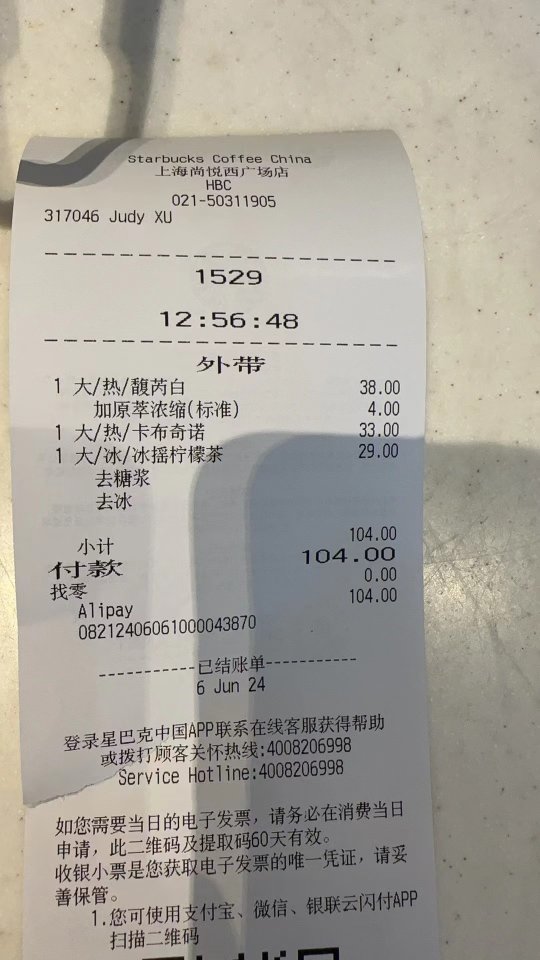 Starbucks Coffee China
上海尚悦西广场店
HBC
021-50311905
317046 Judy XU
1529
12:56:48
外带
1 大/热/馥芮白 38.00
加原萃浓缩(标准) 4.00
1 大/热/卡布奇诺 33.00
1 大/冰/冰摇柠檬茶 29.00
去糖浆
去冰
小计 104.00
付款 104.00
找零 0.00
Alipay 104.00
08212406061000043870
-----------已结账单-----------
6 Jun 24
登录星巴克中国APP联系在线客服获得帮助
或拨打顾客关怀热线:4008206998
Service Hotline:4008206998
如您需要当日的电子发票，请务必在消费当日
申请，此二维码及提取码60天有效。
收银小票是您获取电子发票的唯一凭证，请妥
善保管。
1.您可使用支付宝、微信、银联云闪付APP
扫描二维码